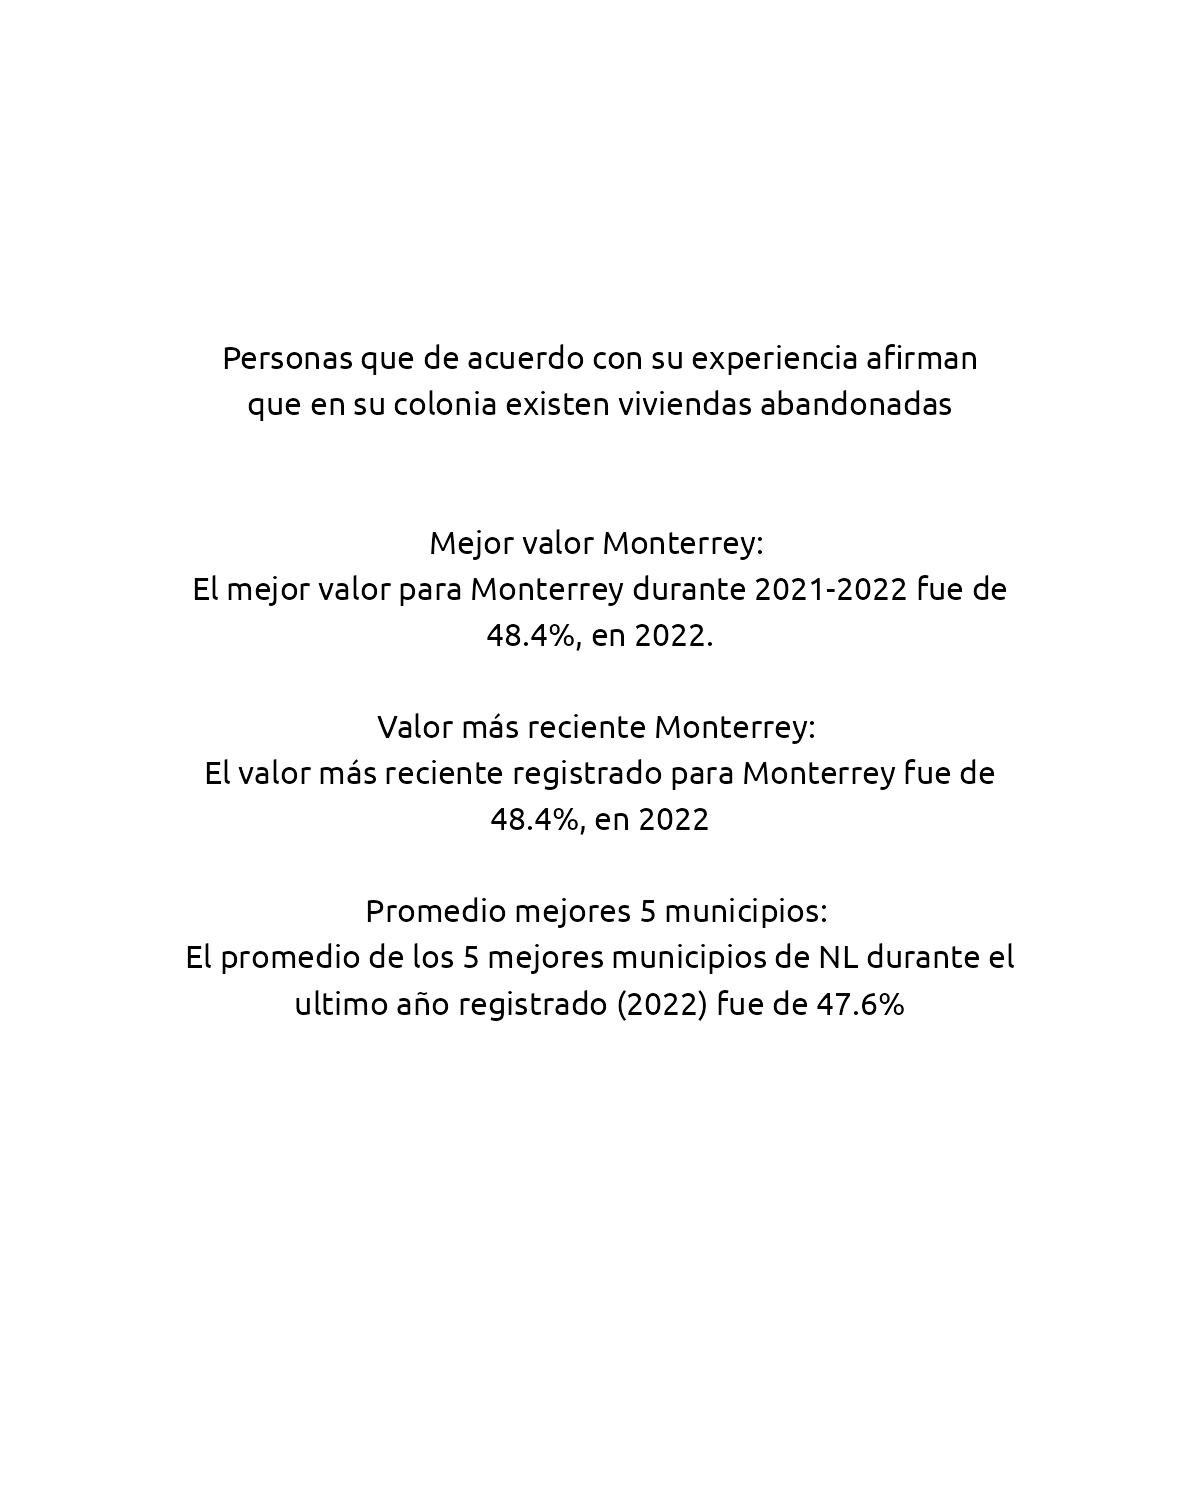 Personas que de acuerdo con su experiencia afirman
que en su colonia existen viviendas abandonadas
Mejor valor Monterrey:
El mejor valor para Monterrey durante 2021-2022 fue de
48.4%, en 2022.
Valor más reciente Monterrey:
El valor más reciente registrado para Monterrey fue de
48.4%, en 2022
Promedio mejores 5 municipios:
El promedio de los 5 mejores municipios de NL durante el
ultimo año registrado (2022) fue de 47.6%